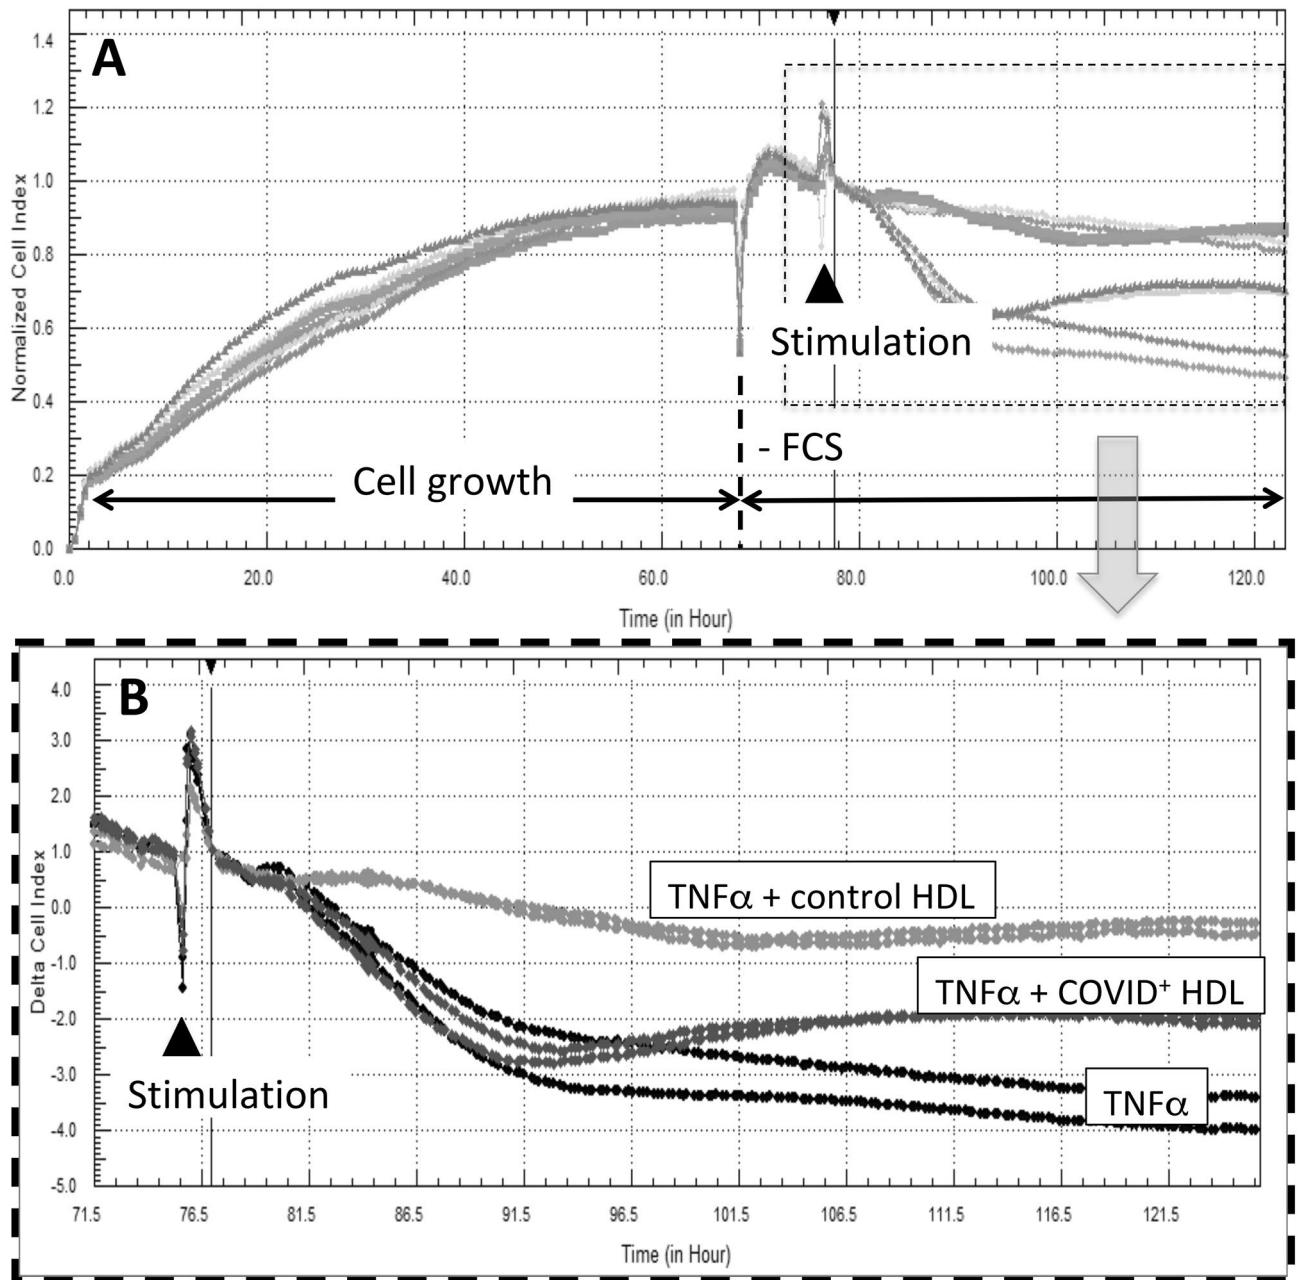 A
1.4
1.2
1.0
0.8
0.6
0.4
0.2
0.0
Normalized Cell Index
Stimulation
- FCS
Cell growth
0.0 20.0 40.0 60.0 80.0 100.0 120.0
Time (in Hour)
B
4.0
3.0
2.0
1.0
0.0
-1.0
-2.0
-3.0
-4.0
-5.0
Delta Cell Index
TNFα + control HDL
TNFα + COVID⁺ HDL
TNFα
Stimulation
71.5 76.5 81.5 86.5 91.5 96.5 101.5 106.5 111.5 116.5 121.5
Time (in Hour)